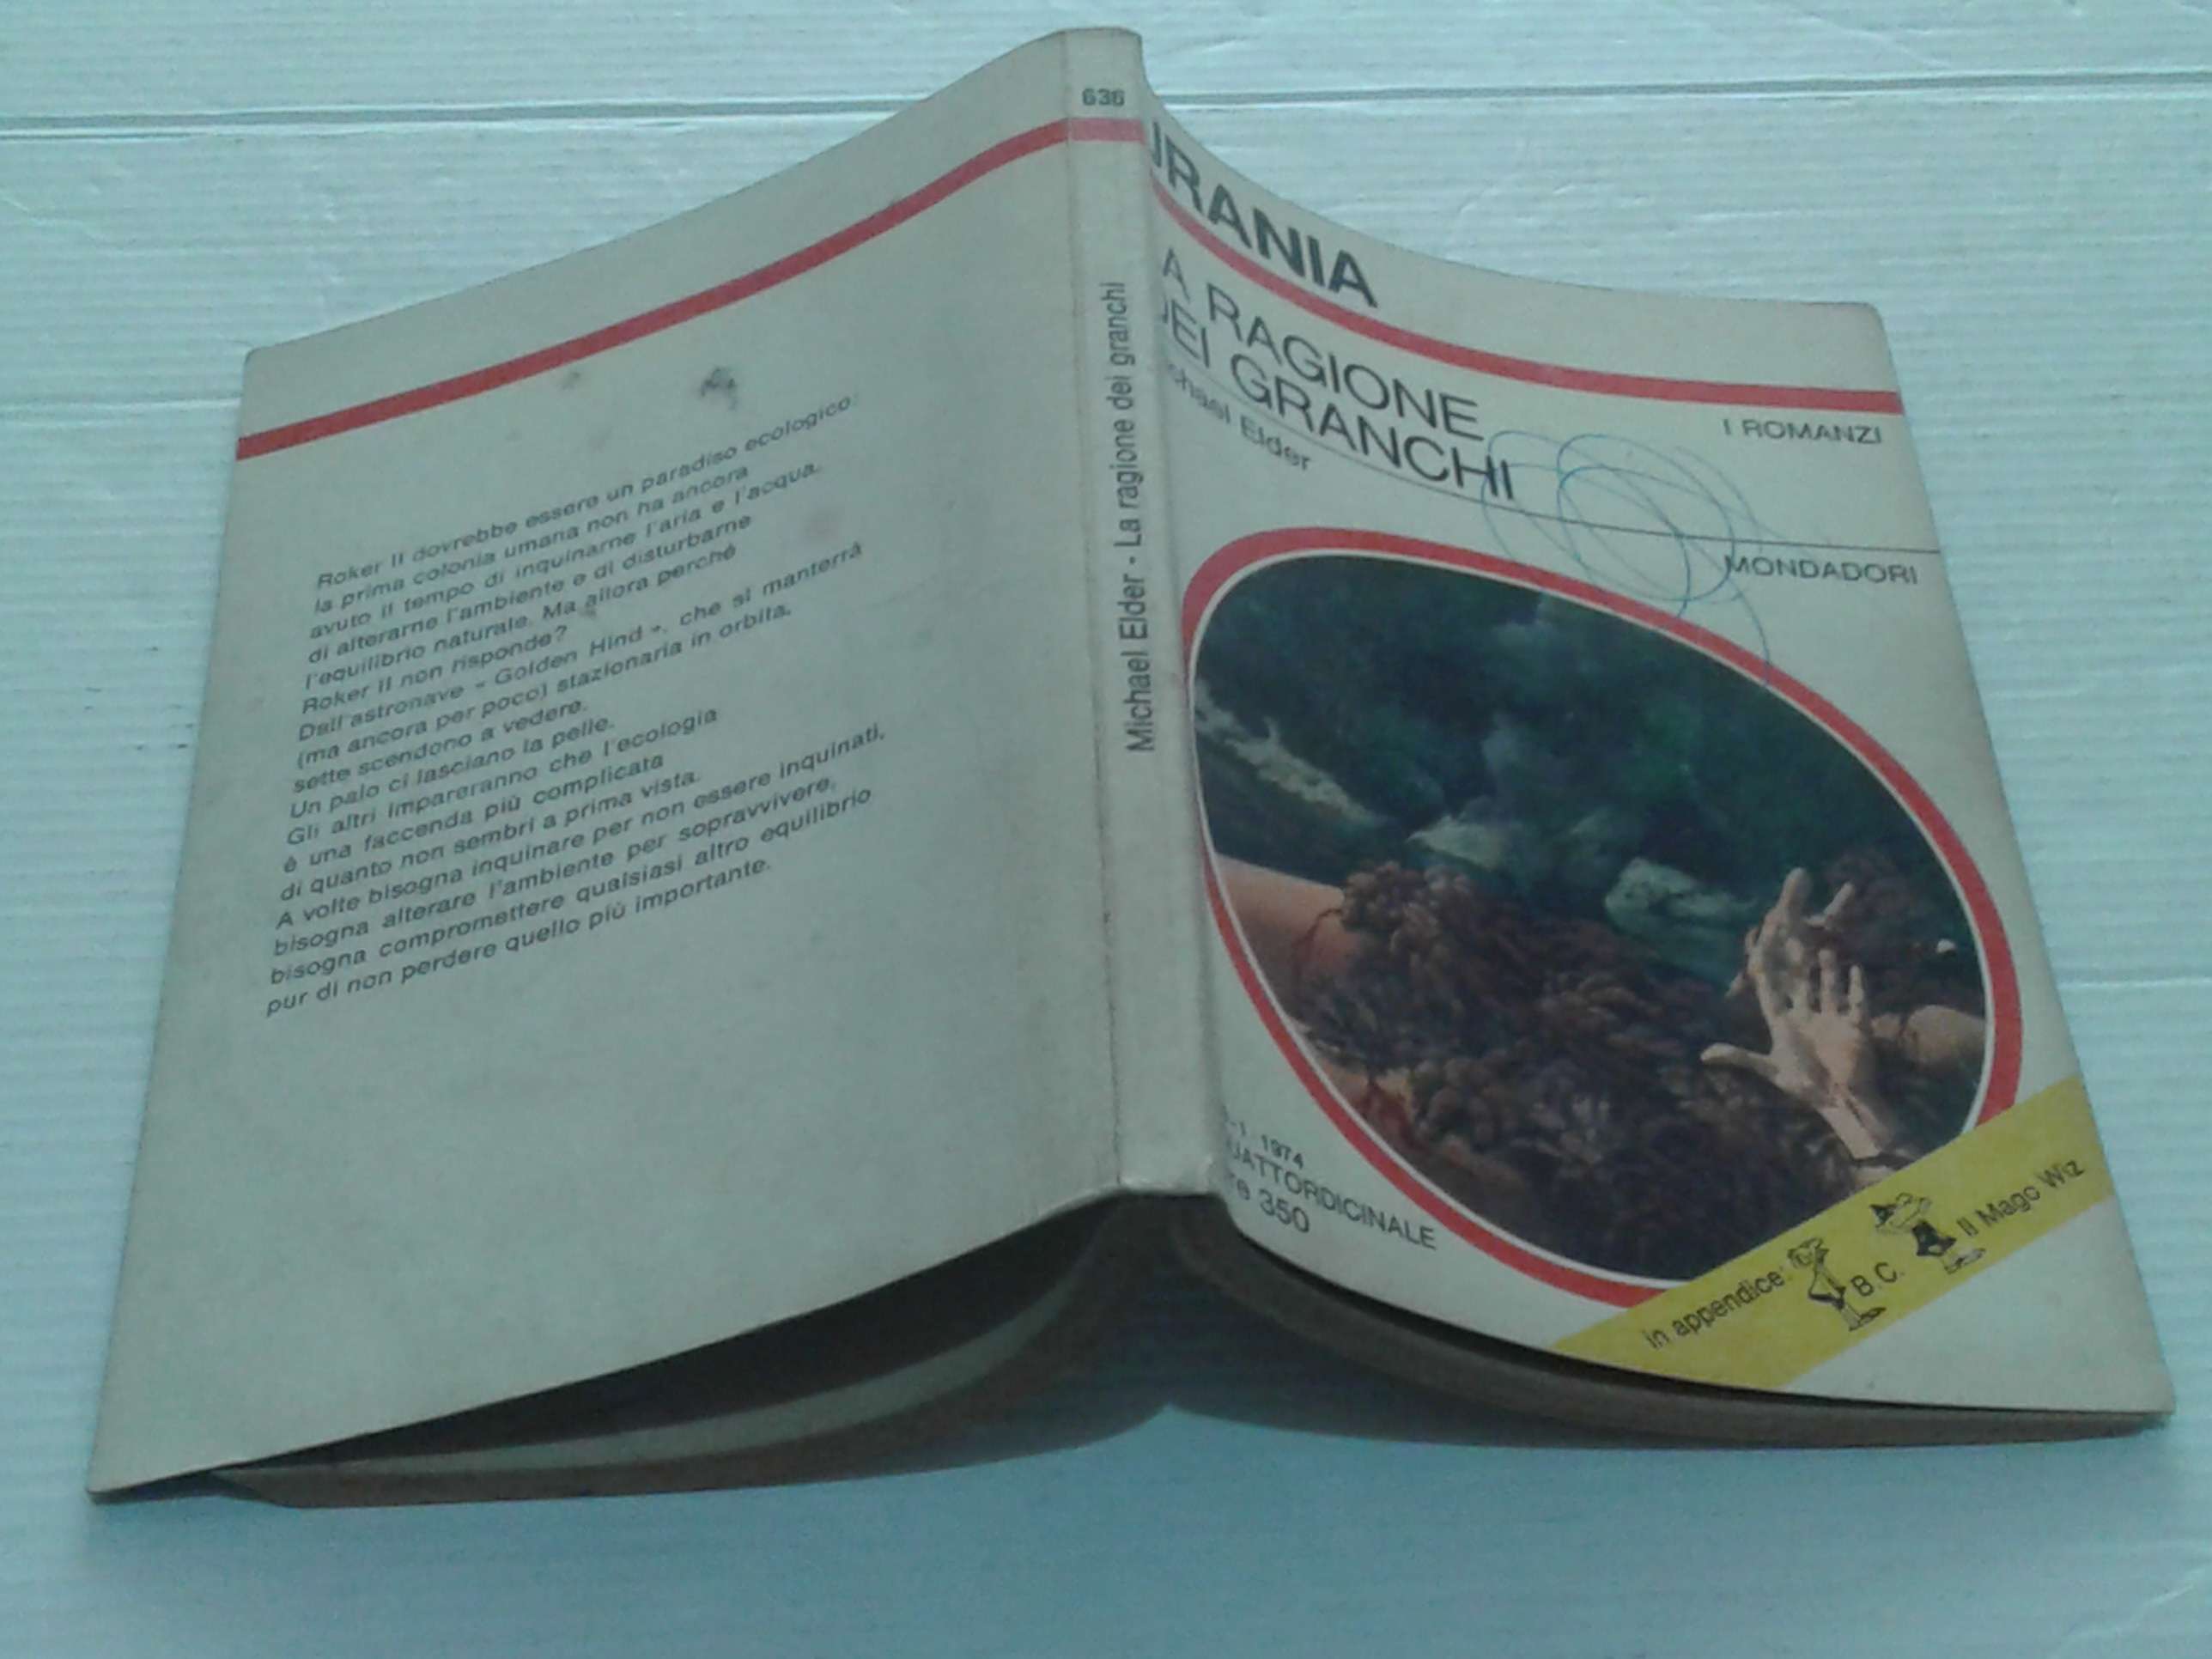 Roker II dovrebbe essere un paradiso ecologico:
la prima colonia umana non ha ancora
avuto il tempo di inquinarne l'aria e l'acqua,
di alterarne l'ambiente e di disturbarne
l'equilibrio naturale. Ma allora perché
Roker II non risponde?
Dall'astronave « Golden Hind », che si manterrà
(ma ancora per poco) stazionaria in orbita,
sette scendono a vedere.
Un paio ci lasciano la pelle.
Gli altri impareranno che l'ecologia
è una faccenda più complicata
di quanto non sembri a prima vista.
A volte bisogna inquinare per non essere inquinati,
bisogna alterare l'ambiente per sopravvivere,
bisogna compromettere qualsiasi altro equilibrio
pur di non perdere quello più importante.
636
Michael Elder - La ragione dei granchi
URANIA
A RAGIONE
DEI GRANCHI
chael Elder
I ROMANZI
MONDADORI
-1 1974
UATTORDICINALE
re 350
in appendice: B.C. Il Mago Wiz